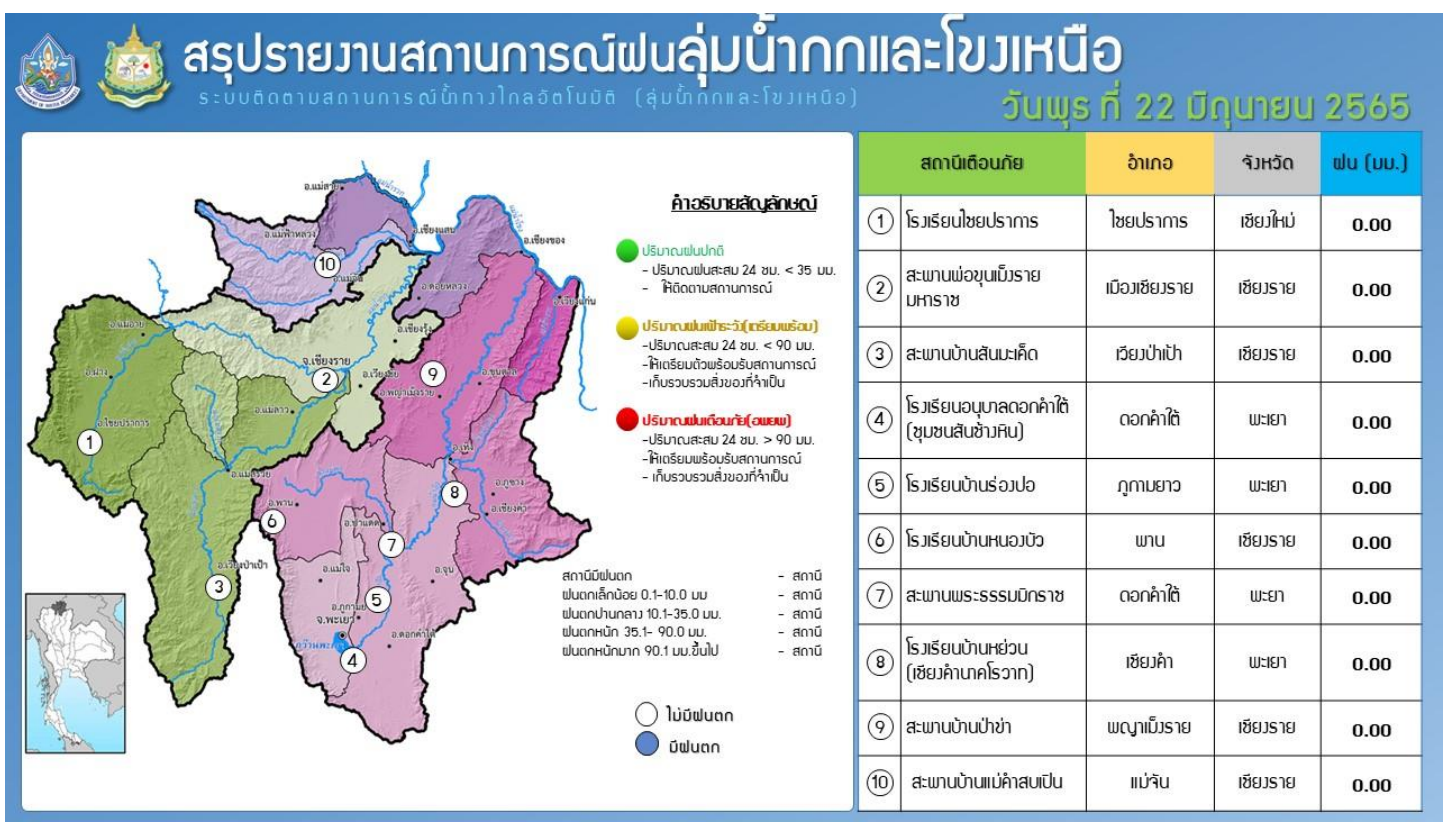 สรุปรายงานสถานการณ์ฝนลุ่มน้ำกกและโขงเหนือ
ระบบติดตามสถานการณ์น้ำทางไกลอัตโนมัติ (ลุ่มน้ำกกและโขงเหนือ)
วันพุธ ที่ 22 มิถุนายน 2565
คำอธิบายสัญลักษณ์
ปริมาณฝนปกติ
- ปริมาณฝนสะสม 24 ชม. < 35 มม.
- ให้ติดตามสถานการณ์
ปริมาณฝนเฝ้าระวัง(เตรียมพร้อม)
-ปริมาณสะสม 24 ชม. < 90 มม.
-ให้เตรียมตัวพร้อมรับสถานการณ์
-เก็บรวบรวมสิ่งของที่จำเป็น
ปริมาณฝนเตือนภัย(อพยพ)
-ปริมาณสะสม 24 ชม. > 90 มม.
-ให้เตรียมพร้อมรับสถานการณ์
- เก็บรวบรวมสิ่งของที่จำเป็น
อ.แม่สาย
อ.แม่ฟ้าหลวง
อ.เชียงแสน
อ.เชียงของ
10
อ.ดอยหลวง
อ.เวียงแก่น
อ.แม่อาย
อ.เชียงรุ้ง
จ.เชียงราย
2
อ.ฝาง
9
อ.ขุนตาล
อ.พญาเม็งราย
อ.แม่ลาว
อ.ไชยปราการ
1
อ.เทิง
อ.แม่สรวย
8
อ.ภูซาง
อ.เชียงคำ
อ.พาน
6
อ.ป่าแดด
7
อ.เวียงป่าเป้า
3
อ.แม่ใจ
อ.จุน
5
จ.พะเยา
อ.ดอกคำใต้
4
สถานีมีฝนตก - สถานี
ฝนตกเล็กน้อย 0.1-10.0 มม - สถานี
ฝนตกปานกลาง 10.1-35.0 มม. - สถานี
ฝนตกหนัก 35.1- 90.0 มม. - สถานี
ฝนตกหนักมาก 90.1 มม.ขึ้นไป - สถานี
ไม่มีฝนตก
มีฝนตก
สถานีเตือนภัย อำเภอ จังหวัด ฝน (มม.)
1 โรงเรียนไชยปราการ ไชยปราการ เชียงใหม่ 0.00
2 สะพานพ่อขุนเม็งราย
มหาราช เมืองเชียงราย เชียงราย 0.00
3 สะพานบ้านสันมะเค็ด เวียงป่าเป้า เชียงราย 0.00
4 โรงเรียนอนุบาลดอกคำใต้
(ชุมชนสันช้างหิน) ดอกคำใต้ พะเยา 0.00
5 โรงเรียนบ้านร่องปอ ภูกามยาว พะเยา 0.00
6 โรงเรียนบ้านหนองบัว พาน เชียงราย 0.00
7 สะพานพระธรรมมิกราช ดอกคำใต้ พะยา 0.00
8 โรงเรียนบ้านหย่วน
(เชียงคำนาคโรวาท) เชียงคำ พะเยา 0.00
9 สะพานบ้านป่าข่า พญาเม็งราย เชียงราย 0.00
10 สะพานบ้านแม่คำสบเปิน แม่จัน เชียงราย 0.00